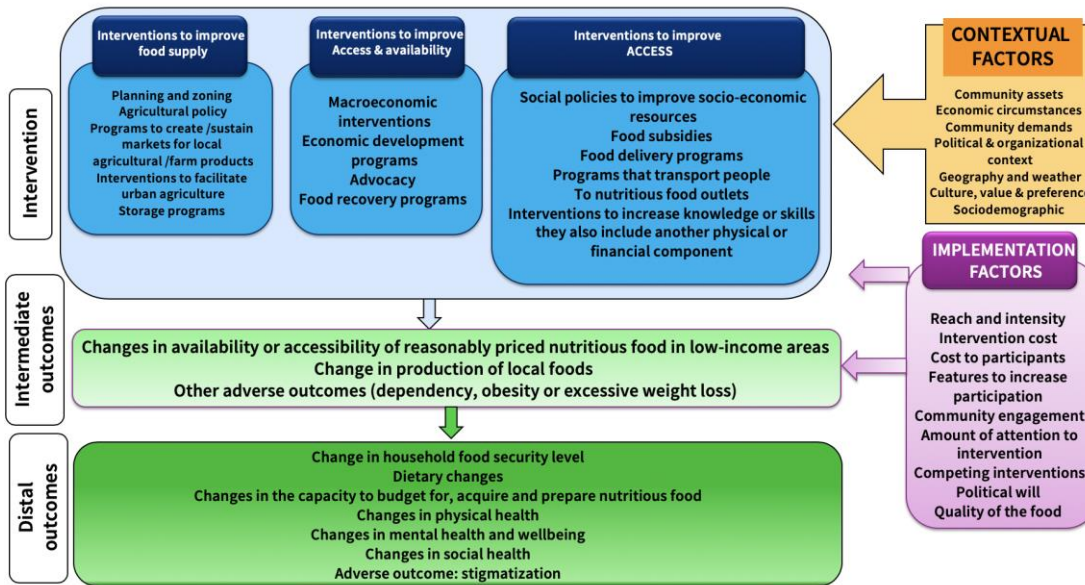 Intervention
Interventions to improve
food supply
Planning and zoning
Agricultural policy
Programs to create /sustain
markets for local
agricultural /farm products
Interventions to facilitate
urban agriculture
Storage programs
Interventions to improve
Access & availability
Macroeconomic
interventions
Economic development
programs
Advocacy
Food recovery programs
Interventions to improve
ACCESS
Social policies to improve socio-economic
resources
Food subsidies
Food delivery programs
Programs that transport people
To nutritious food outlets
Interventions to increase knowledge or skills
they also include another physical or
financial component
CONTEXTUAL
FACTORS
Community assets
Economic circumstances
Community demands
Political & organizational
context
Geography and weather
Culture, value & preference
Sociodemographic
IMPLEMENTATION
FACTORS
Reach and intensity
Intervention cost
Cost to participants
Features to increase
participation
Community engagement
Amount of attention to
intervention
Competing interventions
Political will
Quality of the food
Intermediate
outcomes
Changes in availability or accessibility of reasonably priced nutritious food in low-income areas
Change in production of local foods
Other adverse outcomes (dependency, obesity or excessive weight loss)
Distal
outcomes
Change in household food security level
Dietary changes
Changes in the capacity to budget for, acquire and prepare nutritious food
Changes in physical health
Changes in mental health and wellbeing
Changes in social health
Adverse outcome: stigmatization